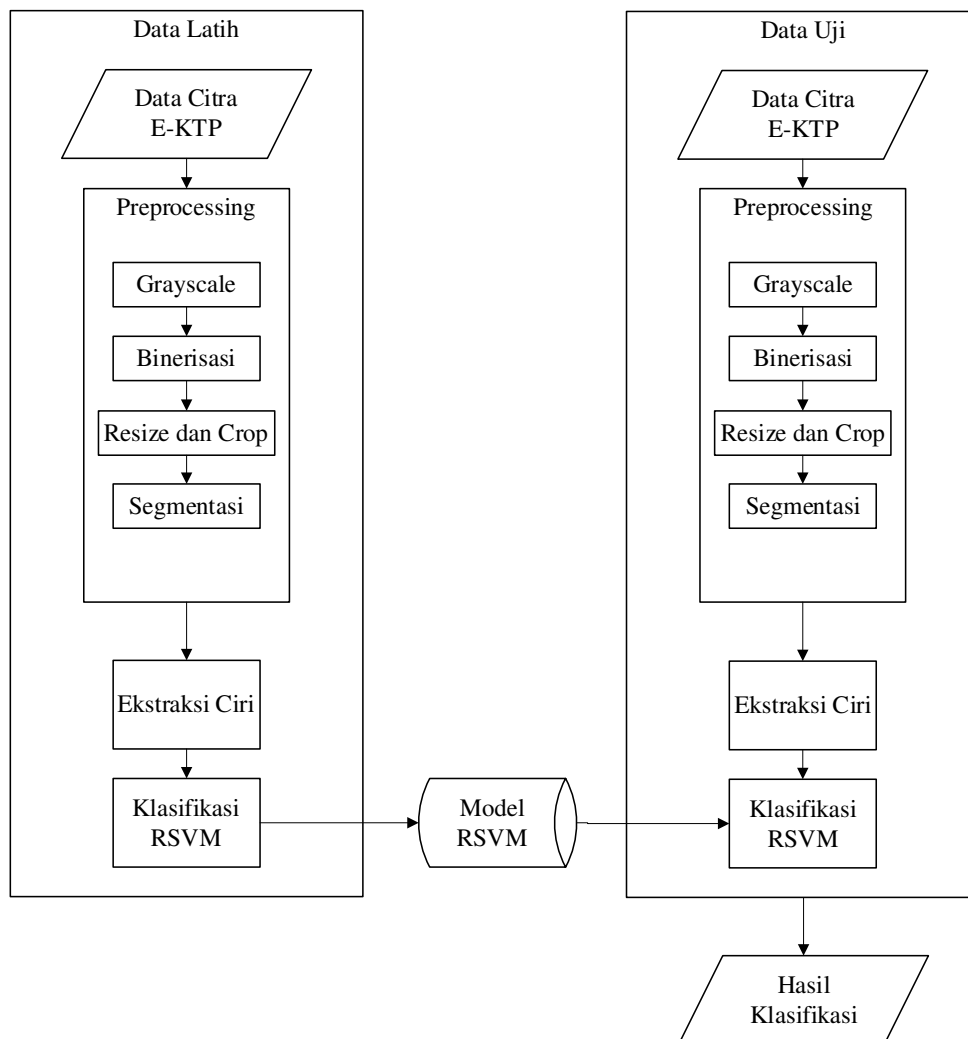 Data Latih
Data Citra
E-KTP
Preprocessing
Grayscale
Binerisasi
Resize dan Crop
Segmentasi
Ekstraksi Ciri
Klasifikasi
RSVM
Model
RSVM
Data Uji
Data Citra
E-KTP
Preprocessing
Grayscale
Binerisasi
Resize dan Crop
Segmentasi
Ekstraksi Ciri
Klasifikasi
RSVM
Hasil
Klasifikasi